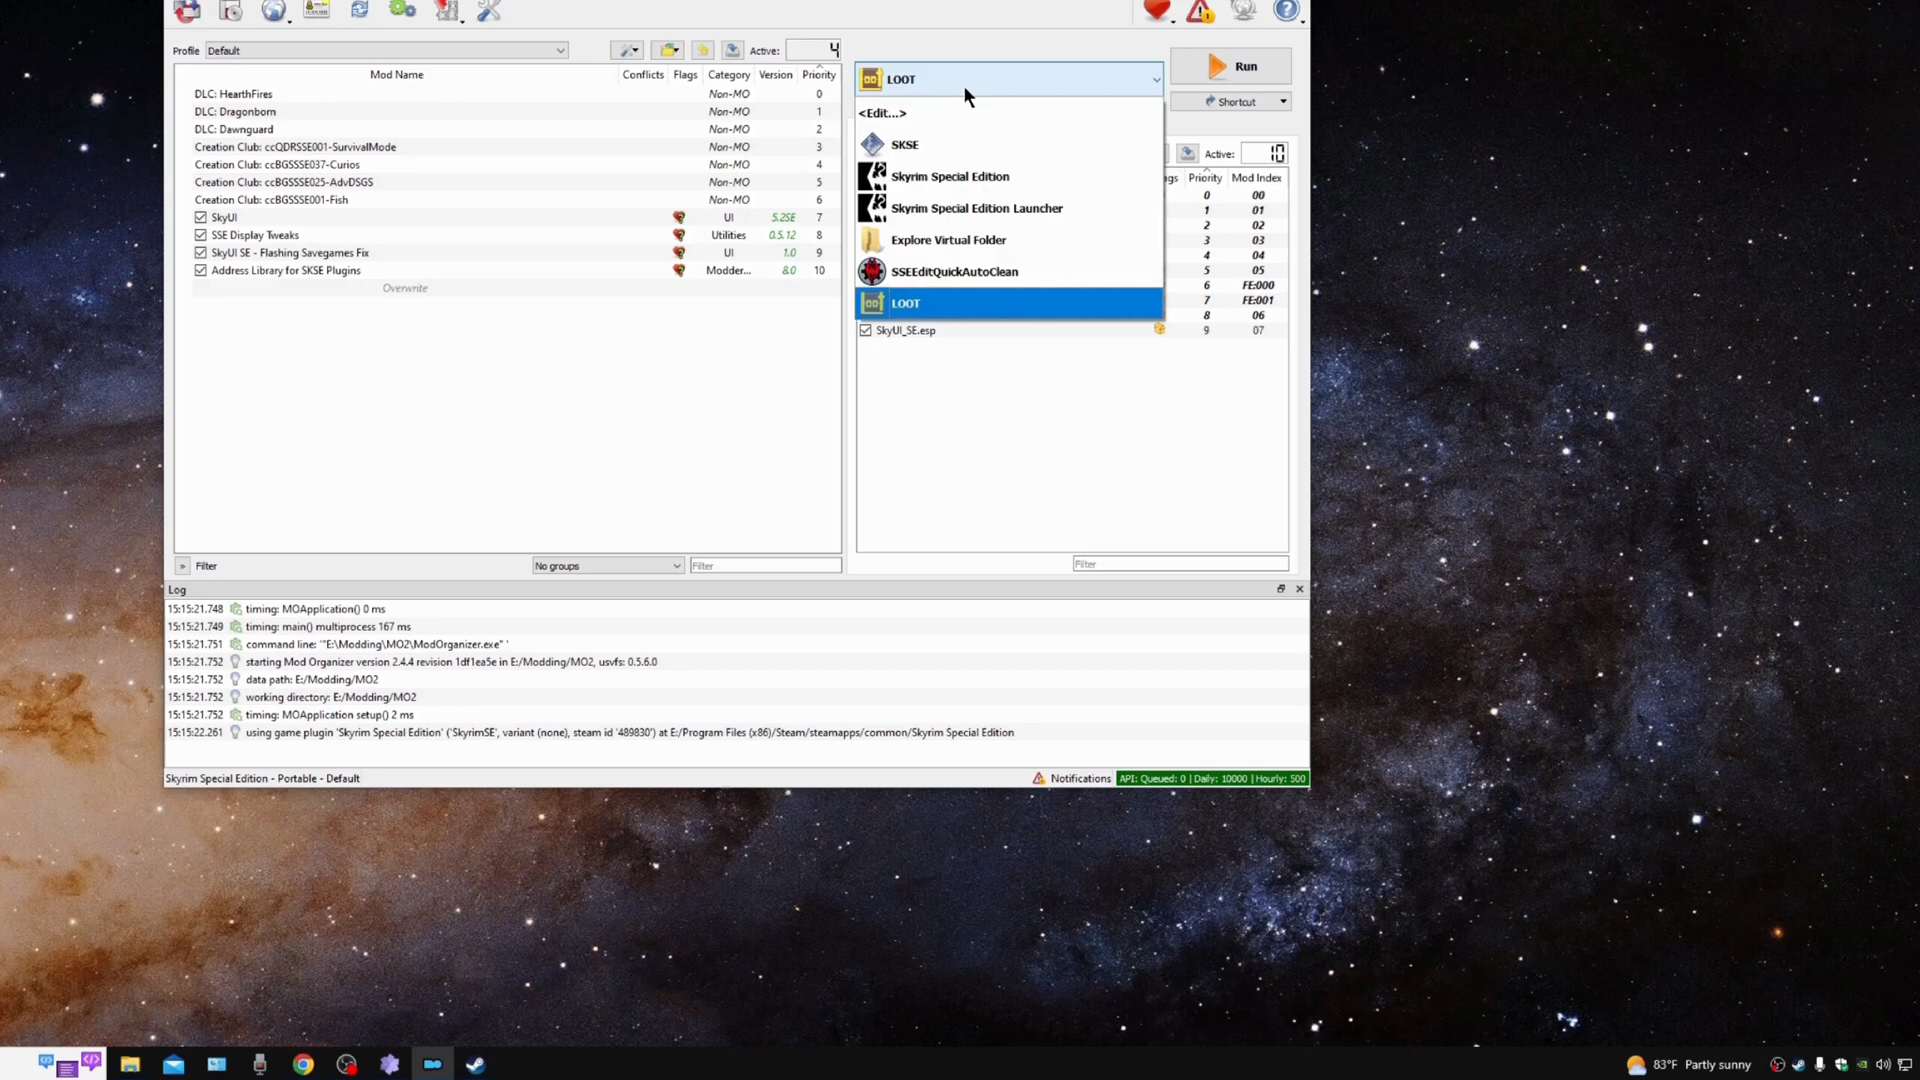 Profile Default Active: 4
Mod Name Conflicts Flags Category Version Priority
DLC: HearthFires Non-MO 0
DLC: Dragonborn Non-MO 1
DLC: Dawnguard Non-MO 2
Creation Club: ccQDRSSE001-SurvivalMode Non-MO 3
Creation Club: ccBGSSSE037-Curios Non-MO 4
Creation Club: ccBGSSSE025-AdvDSGS Non-MO 5
Creation Club: ccBGSSSE001-Fish Non-MO 6
SkyUI UI 5.2SE 7
SSE Display Tweaks Utilities 0.5.12 8
SkyUI SE - Flashing Savegames Fix UI 1.0 9
Address Library for SKSE Plugins Modder... 8.0 10
Overwrite
» Filter No groups Filter
LOOT
Run
Shortcut
<Edit...>
SKSE
Skyrim Special Edition
Skyrim Special Edition Launcher
Explore Virtual Folder
SSEEditQuickAutoClean
LOOT
Active: 10
ags Priority Mod Index
0 00
1 01
2 02
3 03
4 04
5 05
6 FE:000
7 FE:001
8 06
SkyUI_SE.esp 9 07
Filter
Log
15:15:21.748 timing: MOApplication() 0 ms
15:15:21.749 timing: main() multiprocess 167 ms
15:15:21.751 command line: '"E:\Modding\MO2\ModOrganizer.exe" '
15:15:21.752 starting Mod Organizer version 2.4.4 revision 1df1ea5e in E:/Modding/MO2, usvfs: 0.5.6.0
15:15:21.752 data path: E:/Modding/MO2
15:15:21.752 working directory: E:/Modding/MO2
15:15:21.752 timing: MOApplication setup() 2 ms
15:15:22.261 using game plugin 'Skyrim Special Edition' ('SkyrimSE', variant (none), steam id '489830') at E:/Program Files (x86)/Steam/steamapps/common/Skyrim Special Edition
Skyrim Special Edition - Portable - Default Notifications API: Queued: 0 | Daily: 10000 | Hourly: 500
83°F Partly sunny